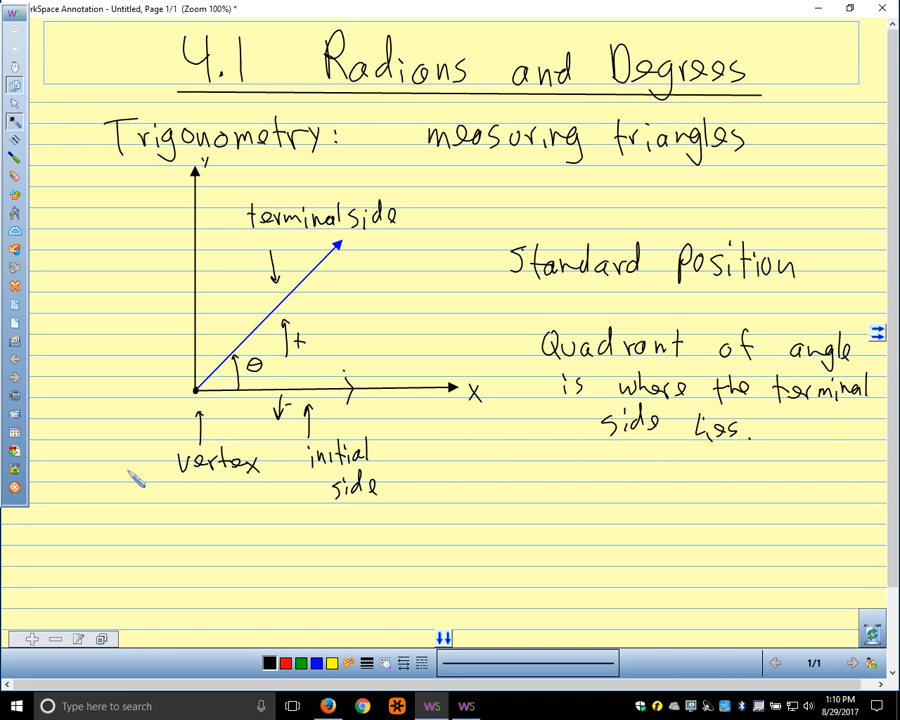 WorkSpace Annotation - Untitled, Page 1/1 (Zoom 100%) *
4.1 Radians and Degrees
Trigonometry: measuring triangles
y
terminal side
Standard Position
+
θ
Quadrant of angle
is where the terminal
side lies.
x
-
vertex
initial
side
1/1
Type here to search
WS WS
1:10 PM
8/29/2017